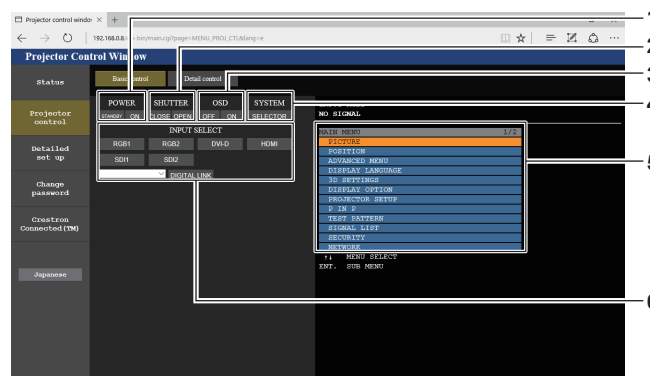 Projector control window
1
192.168.0.8/cgi-bin/main.cgi?page=MENU_PROJ_CTL&lang=e
Projector Control Window
2
Status
Basic control
Detail control
3
POWER
SHUTTER
OSD
SYSTEM
4
STANDBY ON
CLOSE OPEN
OFF ON
SELECTOR
NO SIGNAL
Projector
control
INPUT SELECT
MAIN MENU 1/2
RGB1
RGB2
DVI-D
HDMI
PICTURE
POSITION
SDI1
SDI2
ADVANCED MENU
5
DISPLAY LANGUAGE
DIGITAL LINK
3D SETTINGS
DISPLAY OPTION
PROJECTOR SETUP
P IN P
TEST PATTERN
SIGNAL LIST
SECURITY
NETWORK
↑↓ MENU SELECT
ENT. SUB MENU
Detailed
set up
Change
password
Crestron
Connected(TM)
Japanese
6